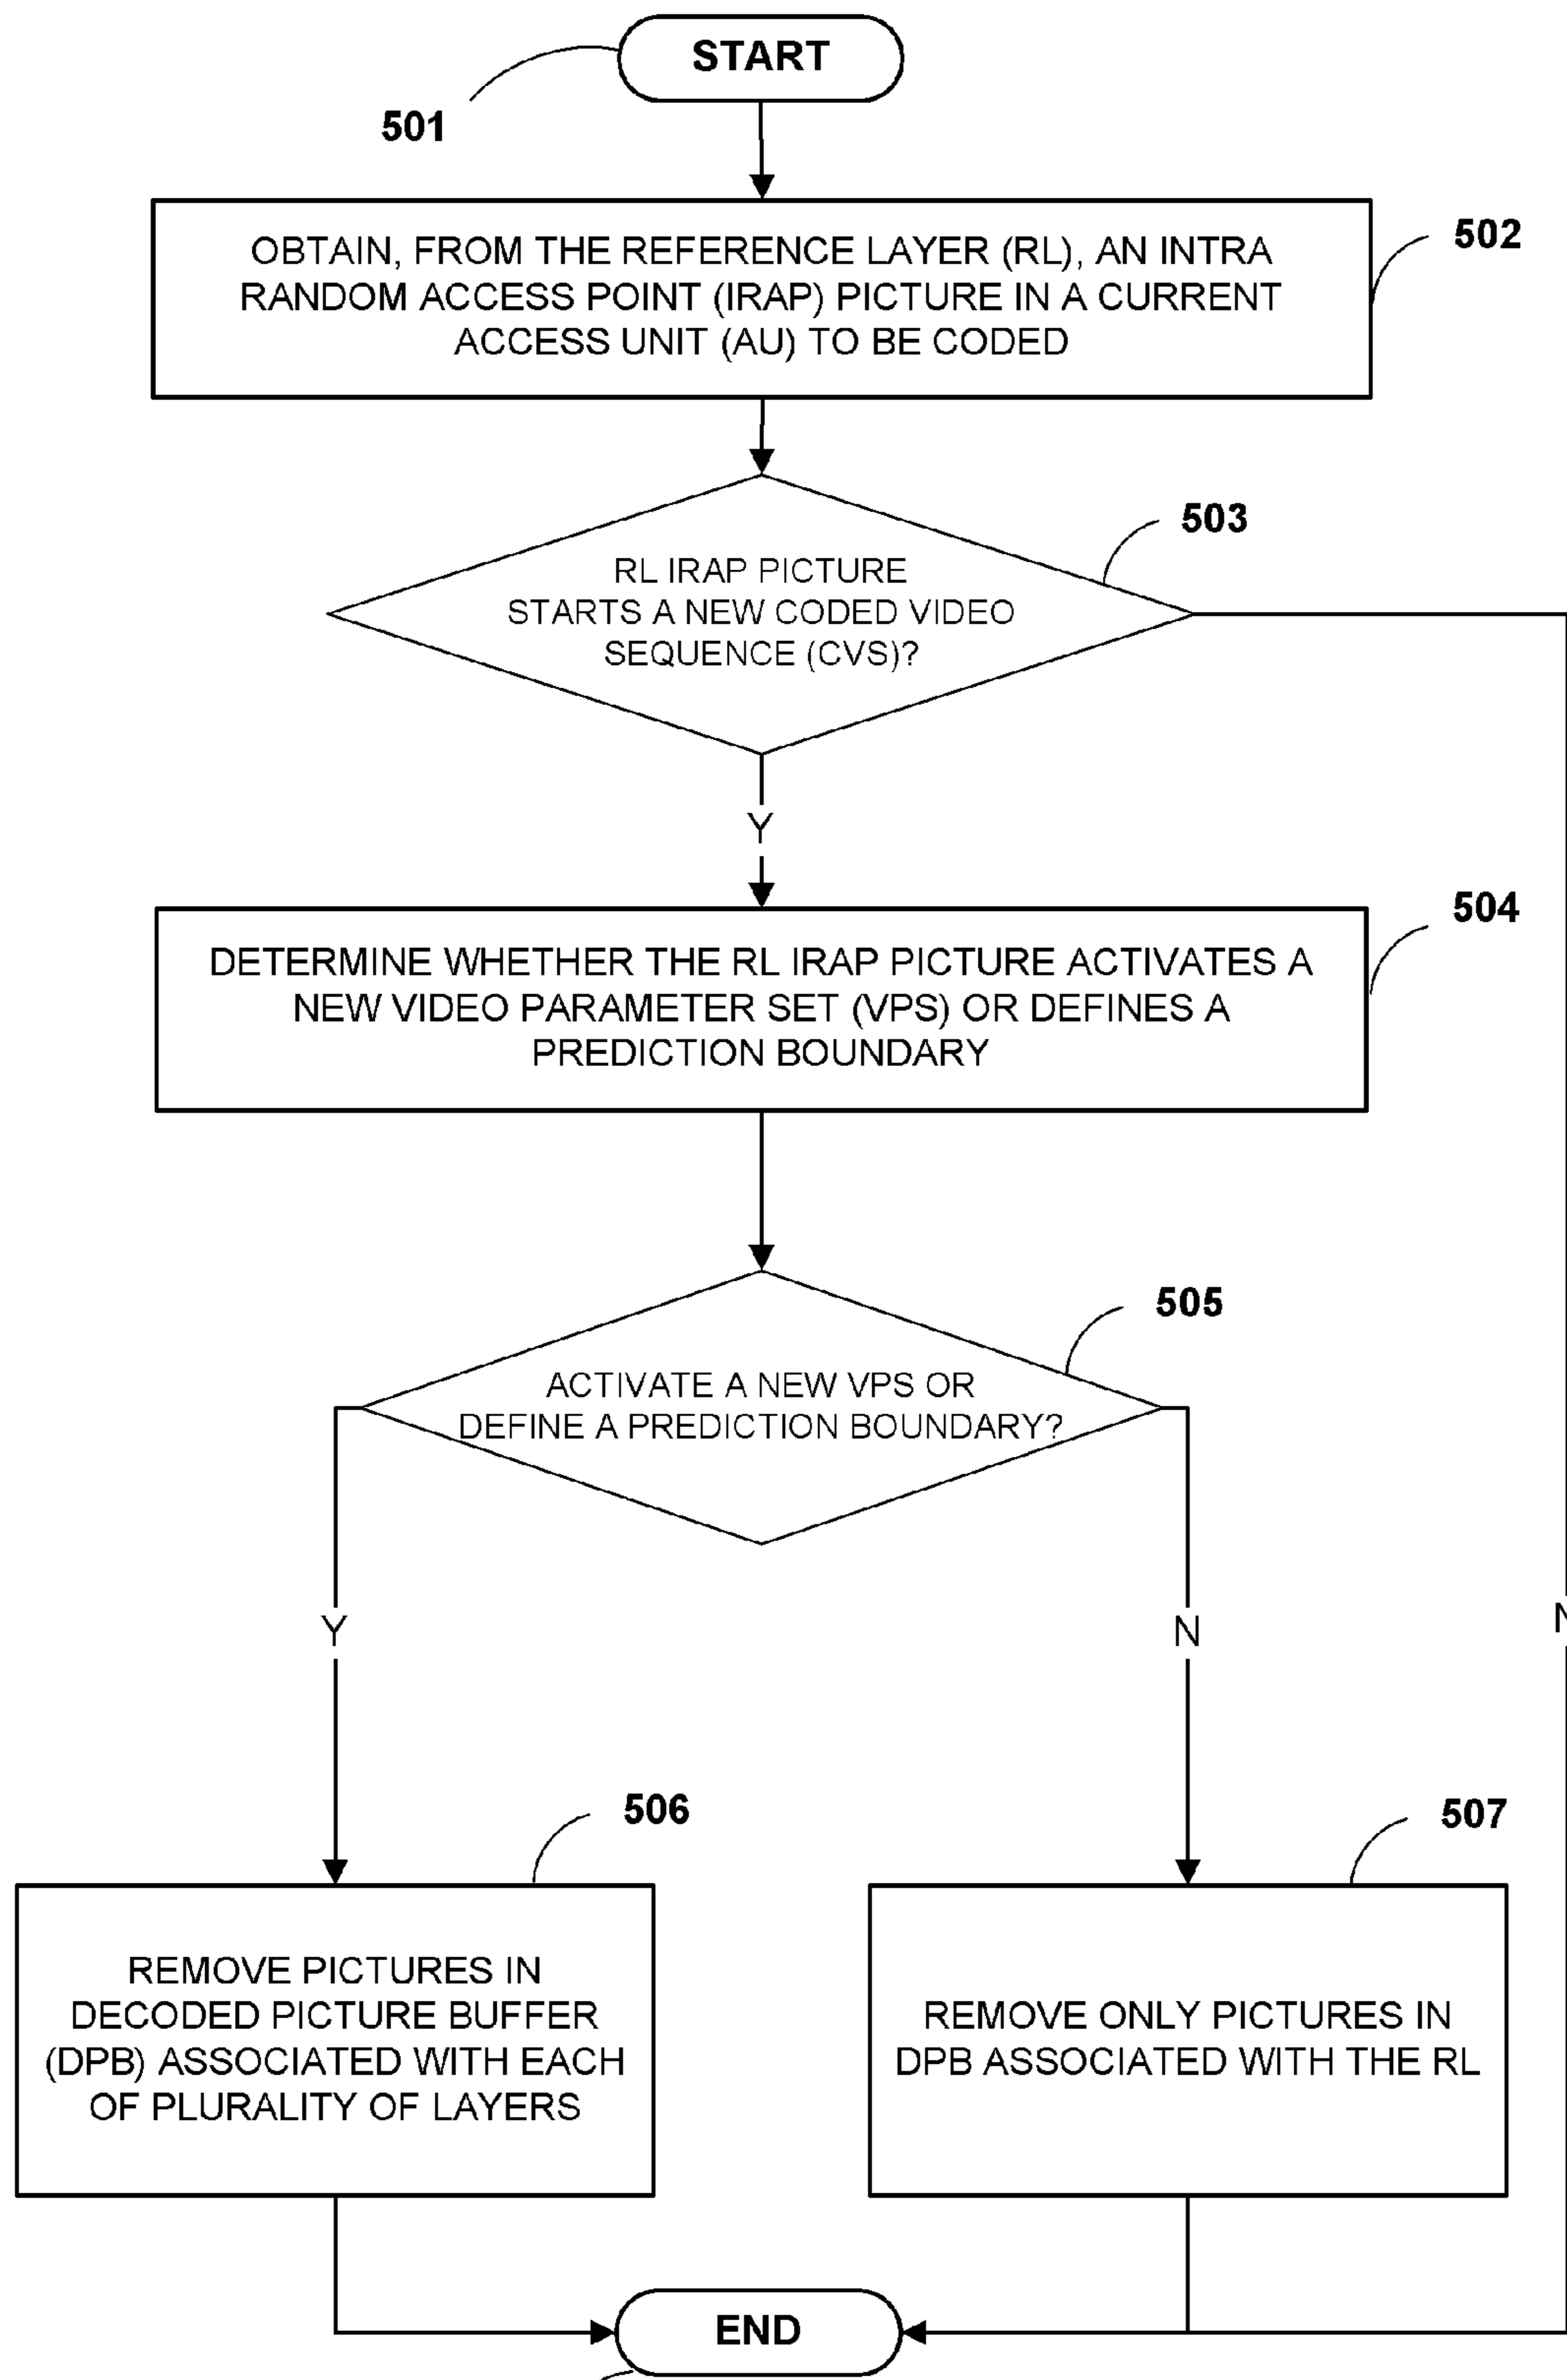 START
501
OBTAIN, FROM THE REFERENCE LAYER (RL), AN INTRA
RANDOM ACCESS POINT (IRAP) PICTURE IN A CURRENT
ACCESS UNIT (AU) TO BE CODED
502
503
RL IRAP PICTURE
STARTS A NEW CODED VIDEO
SEQUENCE (CVS)?
Y
504
DETERMINE WHETHER THE RL IRAP PICTURE ACTIVATES A
NEW VIDEO PARAMETER SET (VPS) OR DEFINES A
PREDICTION BOUNDARY
505
ACTIVATE A NEW VPS OR
DEFINE A PREDICTION BOUNDARY?
Y
N
N
506
507
REMOVE PICTURES IN
DECODED PICTURE BUFFER
(DPB) ASSOCIATED WITH EACH
OF PLURALITY OF LAYERS
REMOVE ONLY PICTURES IN
DPB ASSOCIATED WITH THE RL
END